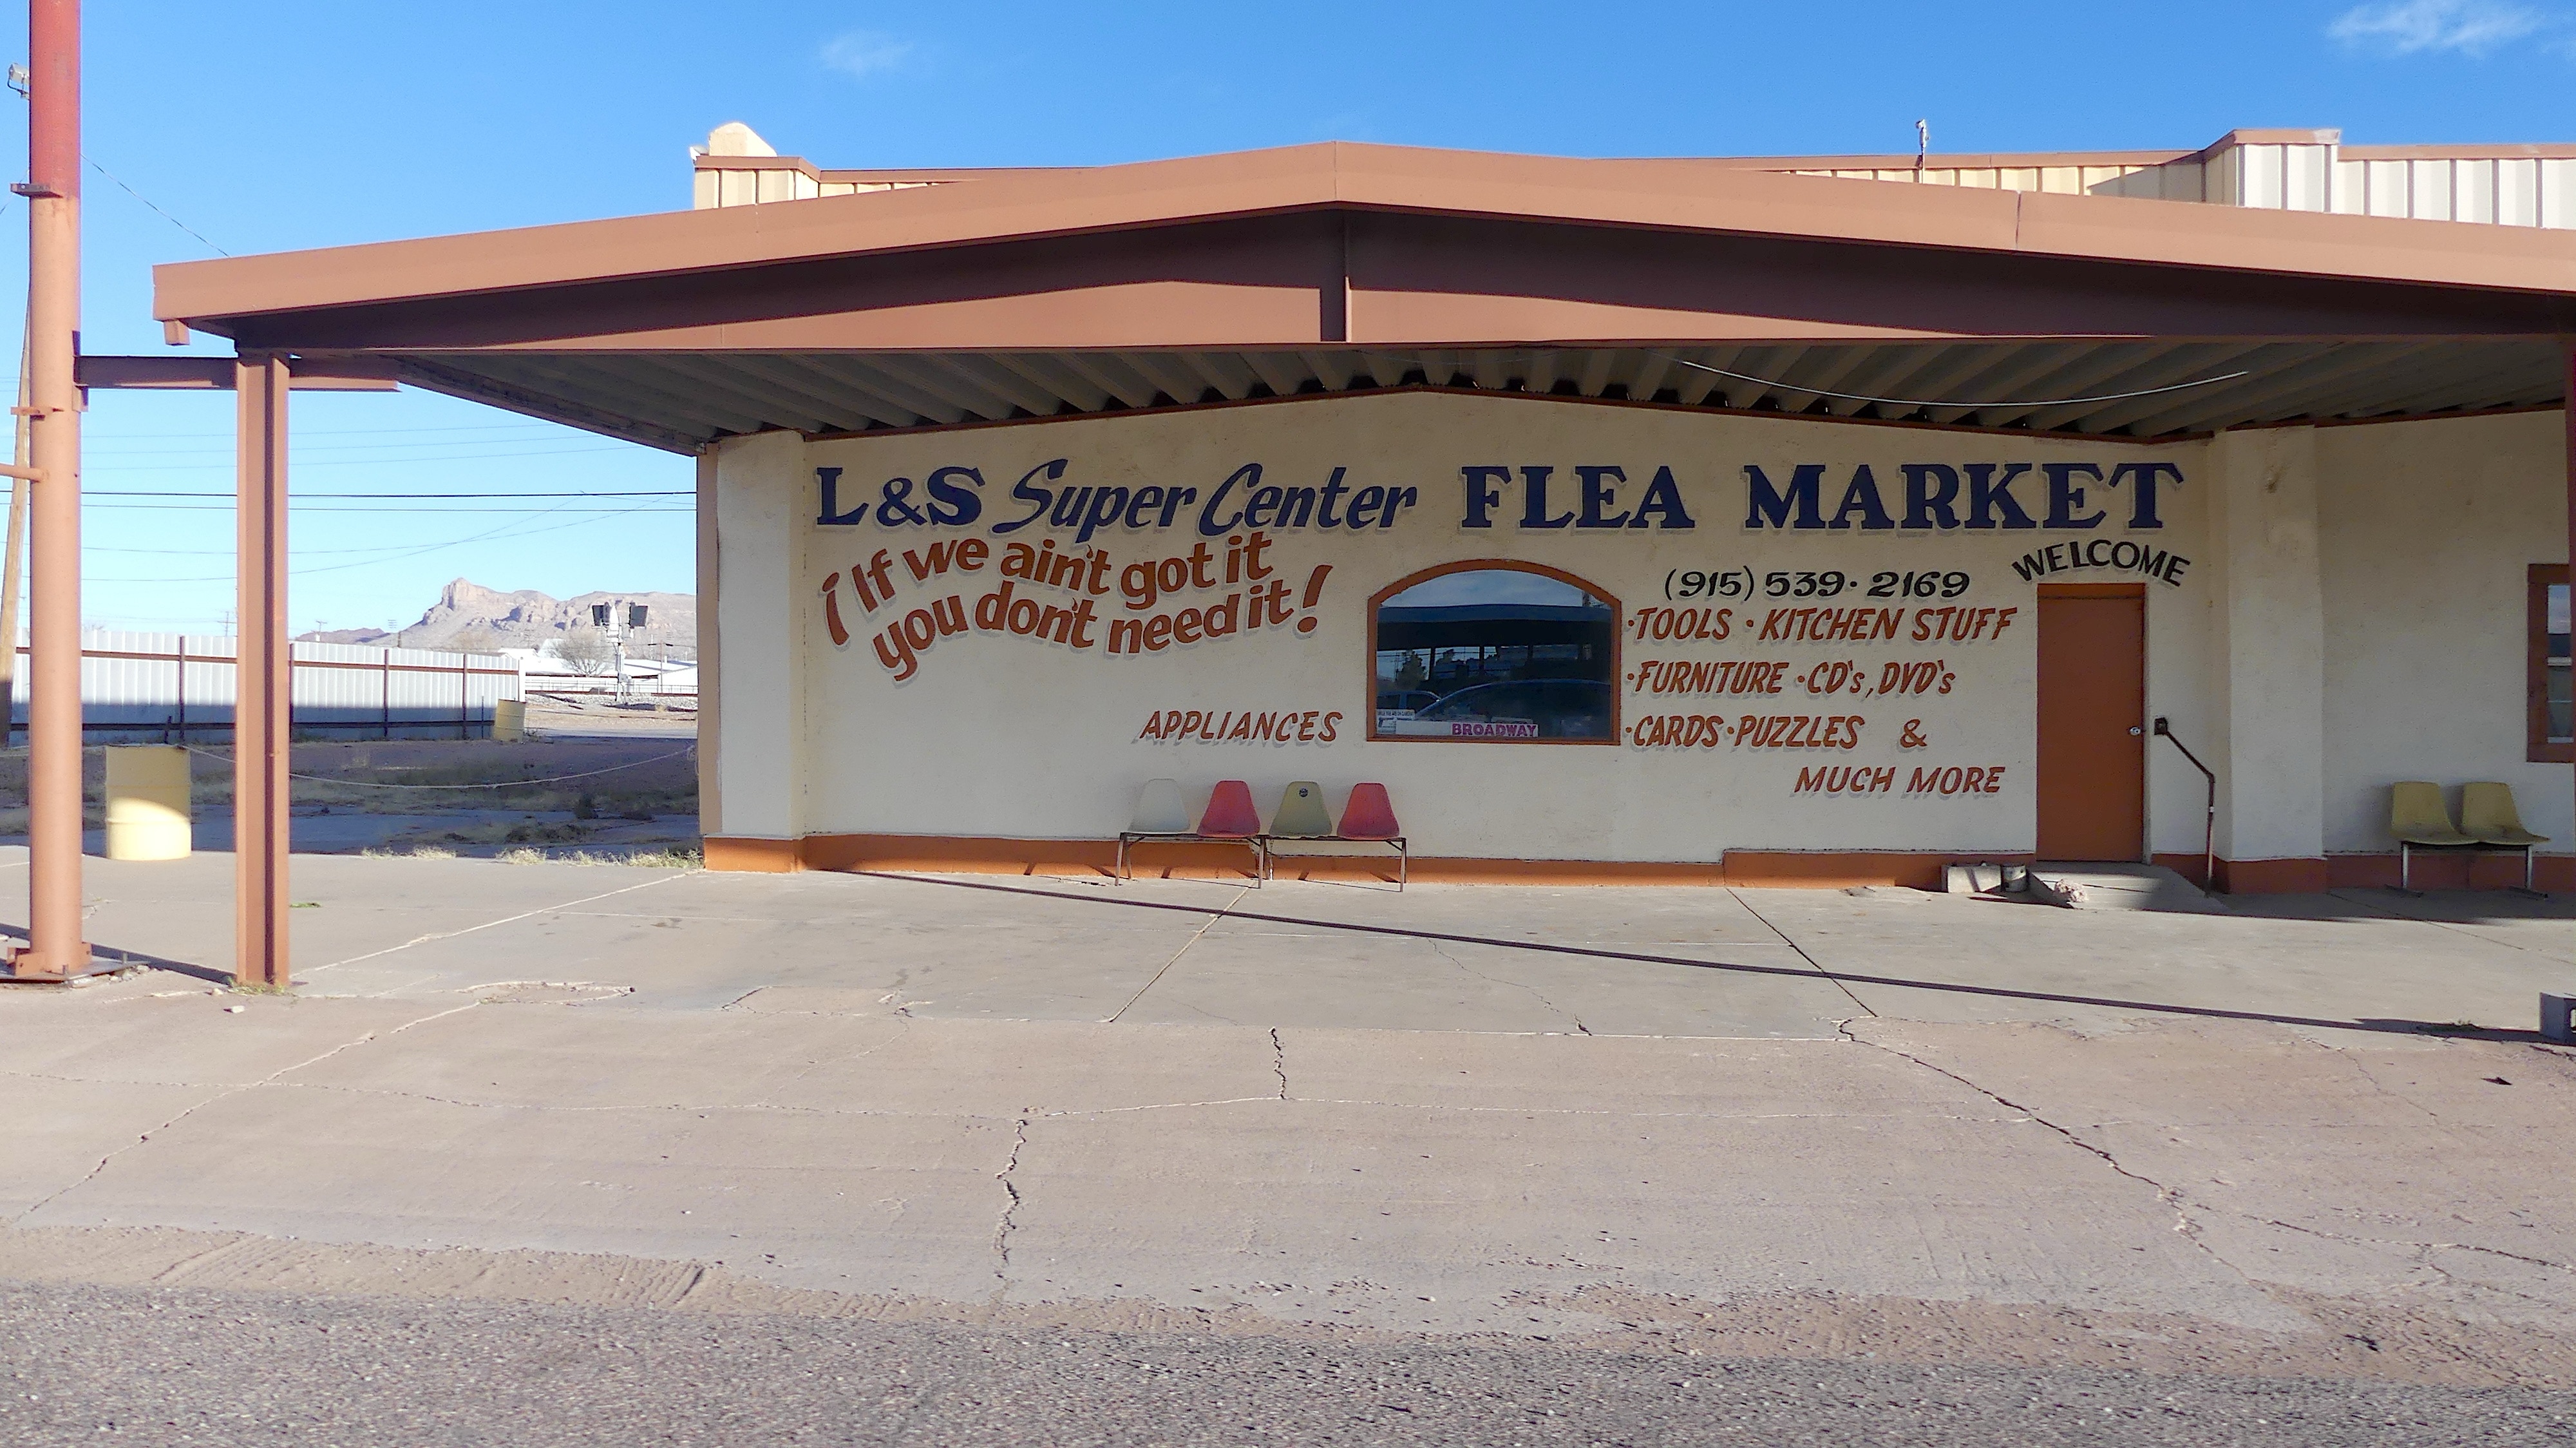 L&S Super Center FLEA MARKET
¡If we ain't got it
you don't need it!
WELCOME
(915) 539·2169
·TOOLS ·KITCHEN STUFF
·FURNITURE ·CD's, DVD's
APPLIANCES
·CARDS·PUZZLES &
MUCH MORE
BROADWAY